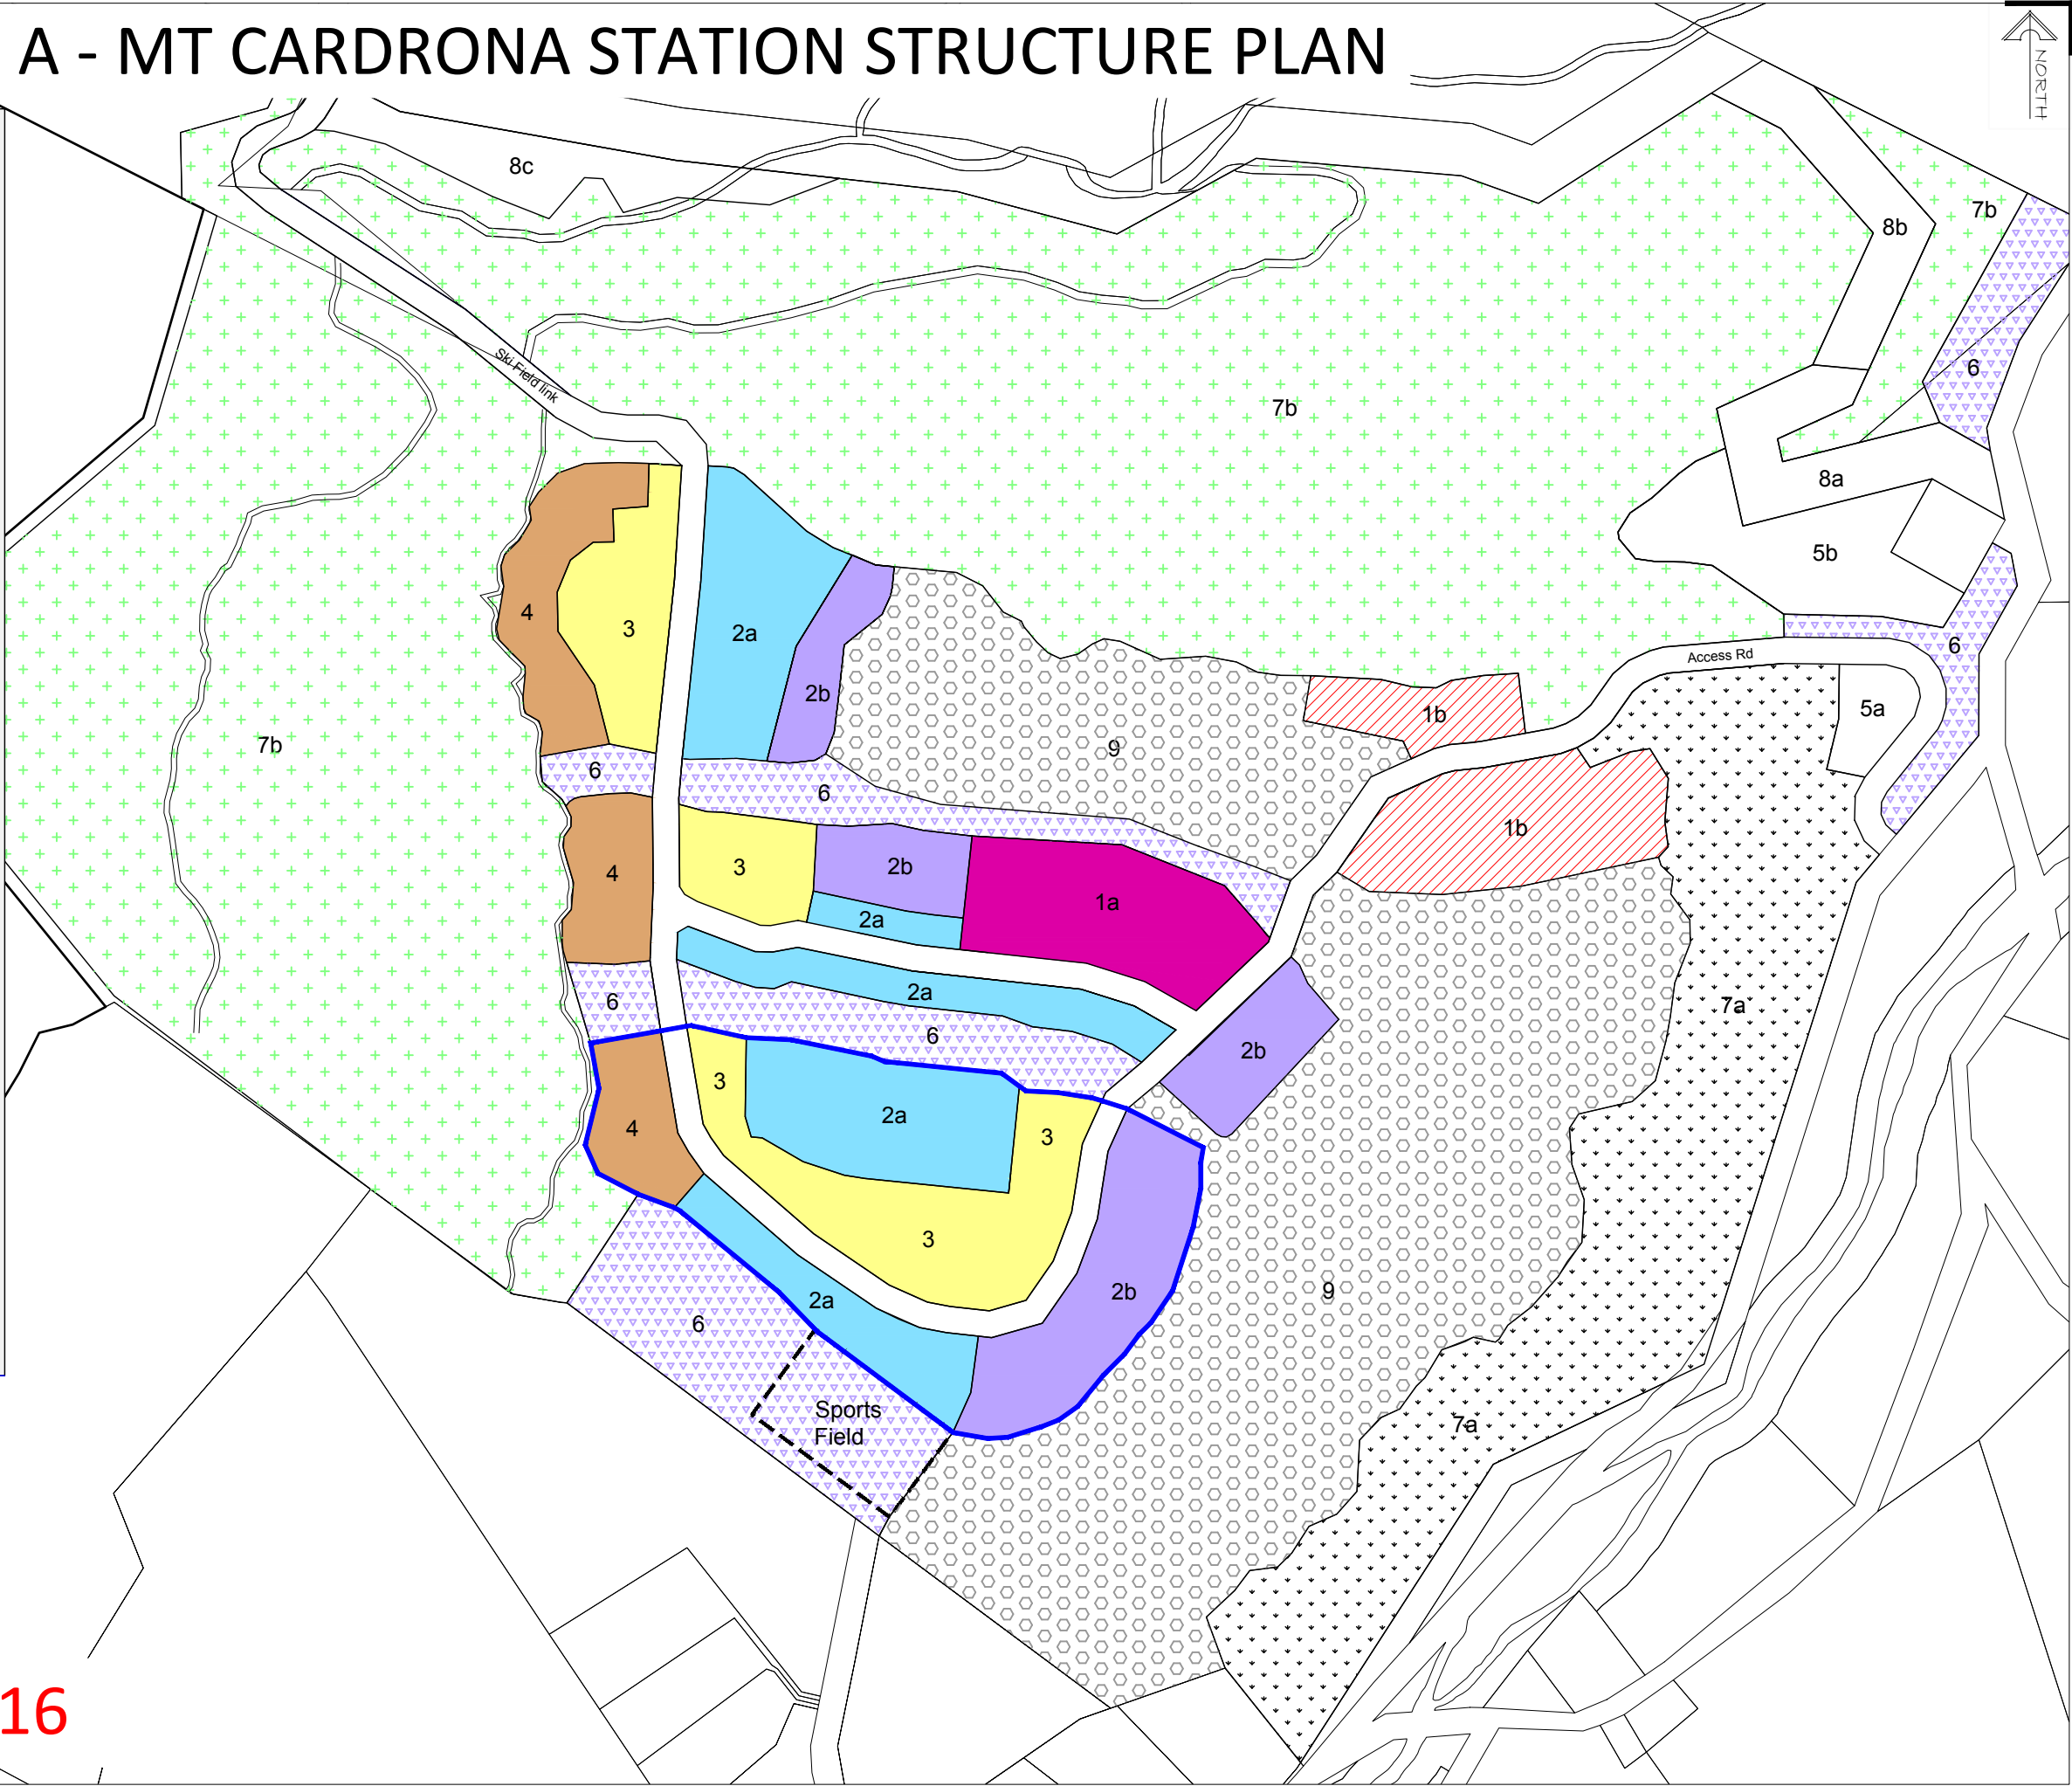 A - MT CARDRONA STATION STRUCTURE PLAN
NORTH
8c
7b
8b
Ski Field link
6
7b
8a
5b
4
3
2a
6
Access Rd
2b
5a
1b
7b
9
6
6
1b
3
2b
4
1a
2a
2a
6
7a
6
2b
3
2a
4
3
3
2b
9
2a
6
Sports
Field
7a
16